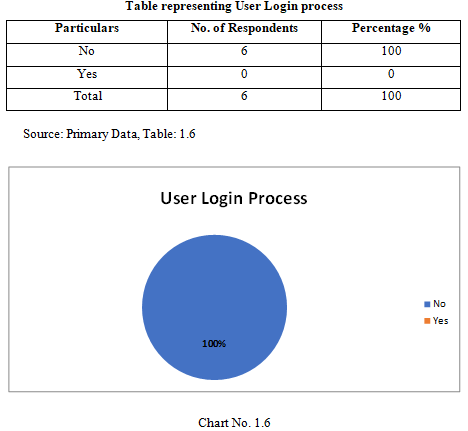 Table representing User Login process
Particulars No. of Respondents Percentage %
No 6 100
Yes 0 0
Total 6 100
Source: Primary Data, Table: 1.6
User Login Process
100%
No
Yes
Chart No. 1.6